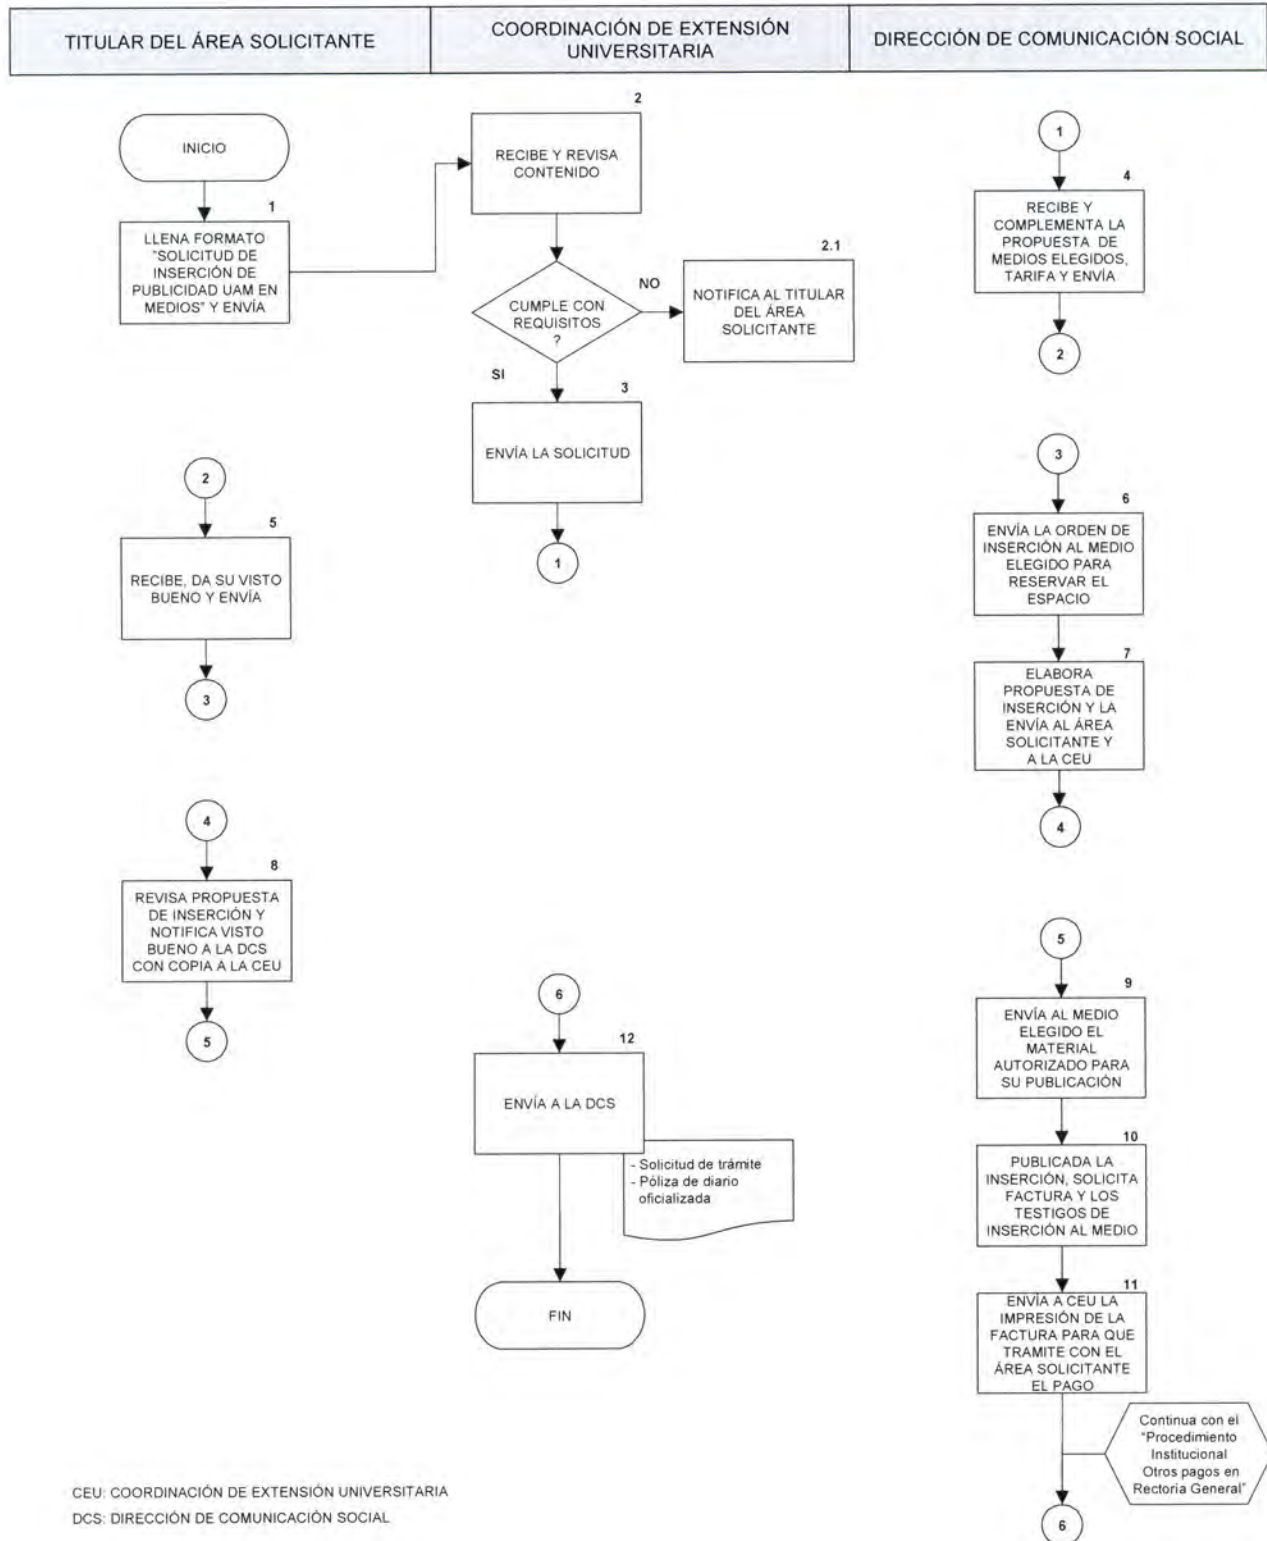 TITULAR DEL ÁREA SOLICITANTE
COORDINACIÓN DE EXTENSIÓN
UNIVERSITARIA
DIRECCIÓN DE COMUNICACIÓN SOCIAL
INICIO
1
LLENA FORMATO
"SOLICITUD DE
INSERCIÓN DE
PUBLICIDAD UAM EN
MEDIOS" Y ENVÍA
2
RECIBE Y REVISA
CONTENIDO
CUMPLE CON
REQUISITOS
?
NO
2.1
NOTIFICA AL TITULAR
DEL ÁREA
SOLICITANTE
SI
3
ENVÍA LA SOLICITUD
1
1
4
RECIBE Y
COMPLEMENTA LA
PROPUESTA DE
MEDIOS ELEGIDOS,
TARIFA Y ENVÍA
2
2
5
RECIBE, DA SU VISTO
BUENO Y ENVÍA
3
3
6
ENVÍA LA ORDEN DE
INSERCIÓN AL MEDIO
ELEGIDO PARA
RESERVAR EL
ESPACIO
7
ELABORA
PROPUESTA DE
INSERCIÓN Y LA
ENVÍA AL ÁREA
SOLICITANTE Y
A LA CEU
4
4
8
REVISA PROPUESTA
DE INSERCIÓN Y
NOTIFICA VISTO
BUENO A LA DCS
CON COPIA A LA CEU
5
5
9
ENVÍA AL MEDIO
ELEGIDO EL
MATERIAL
AUTORIZADO PARA
SU PUBLICACIÓN
10
PUBLICADA LA
INSERCIÓN, SOLICITA
FACTURA Y LOS
TESTIGOS DE
INSERCIÓN AL MEDIO
11
ENVÍA A CEU LA
IMPRESIÓN DE LA
FACTURA PARA QUE
TRAMITE CON EL
ÁREA SOLICITANTE
EL PAGO
Continua con el
"Procedimiento
Institucional
Otros pagos en
Rectoría General"
6
6
12
ENVÍA A LA DCS
- Solicitud de trámite
- Póliza de diario
oficializada
FIN
CEU: COORDINACIÓN DE EXTENSIÓN UNIVERSITARIA
DCS: DIRECCIÓN DE COMUNICACIÓN SOCIAL